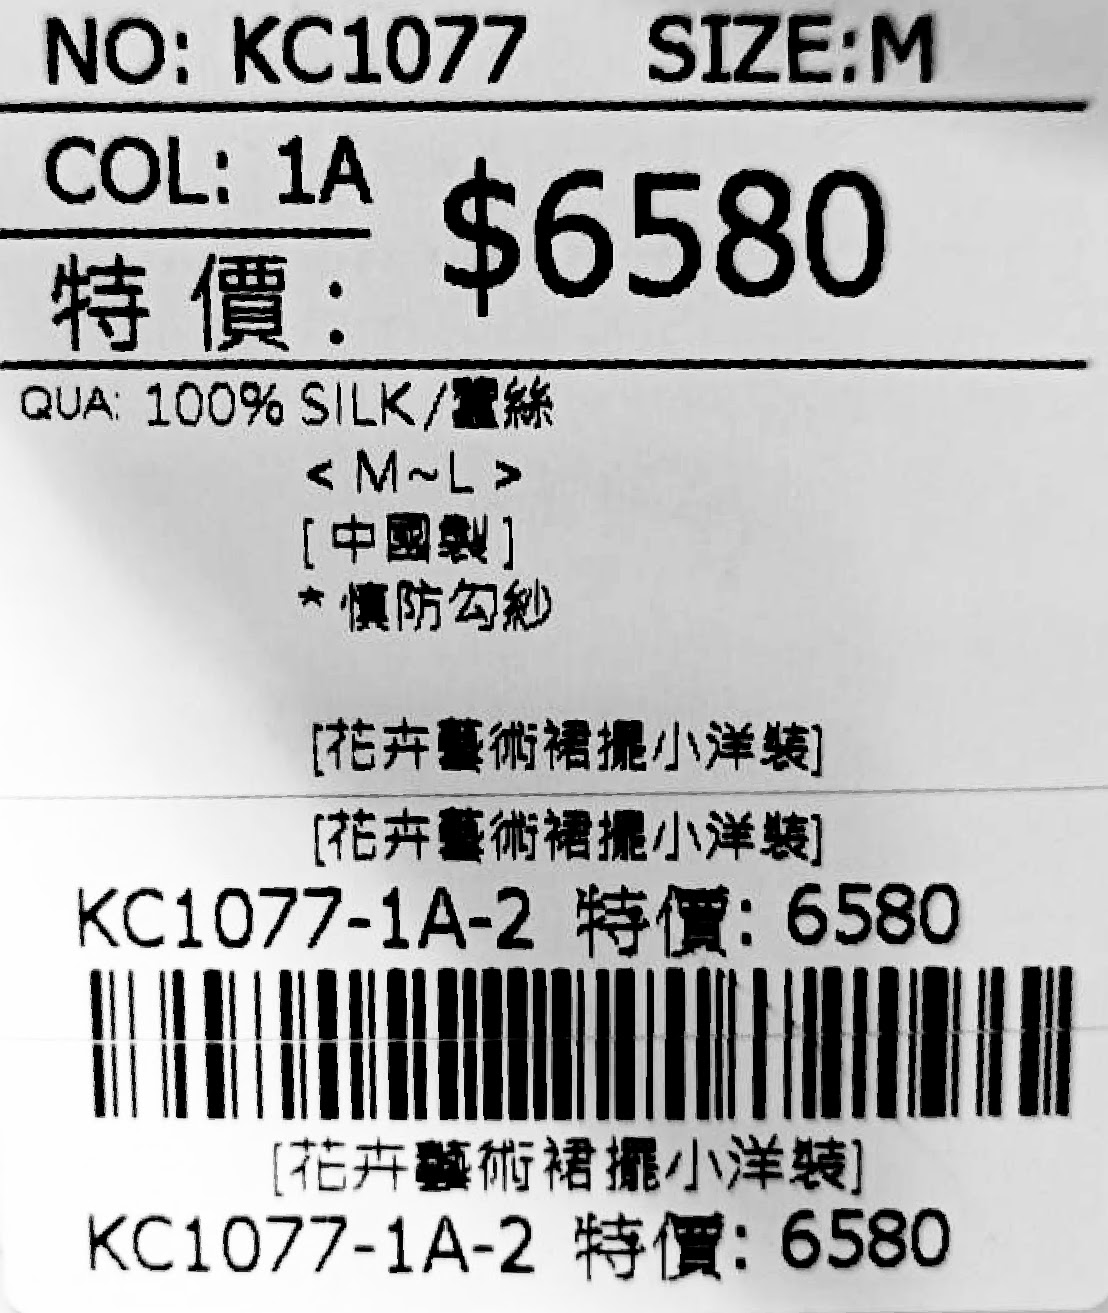 NO: KC1077 SIZE:M
COL: 1A
$6580
特價:
QUA: 100% SILK/蠶絲
< M~L >
[中國製]
*慎防勾紗
[花卉藝術裙擺小洋裝]
[花卉藝術裙擺小洋裝]
KC1077-1A-2 特價: 6580
[花卉藝術裙擺小洋裝]
KC1077-1A-2 特價: 6580